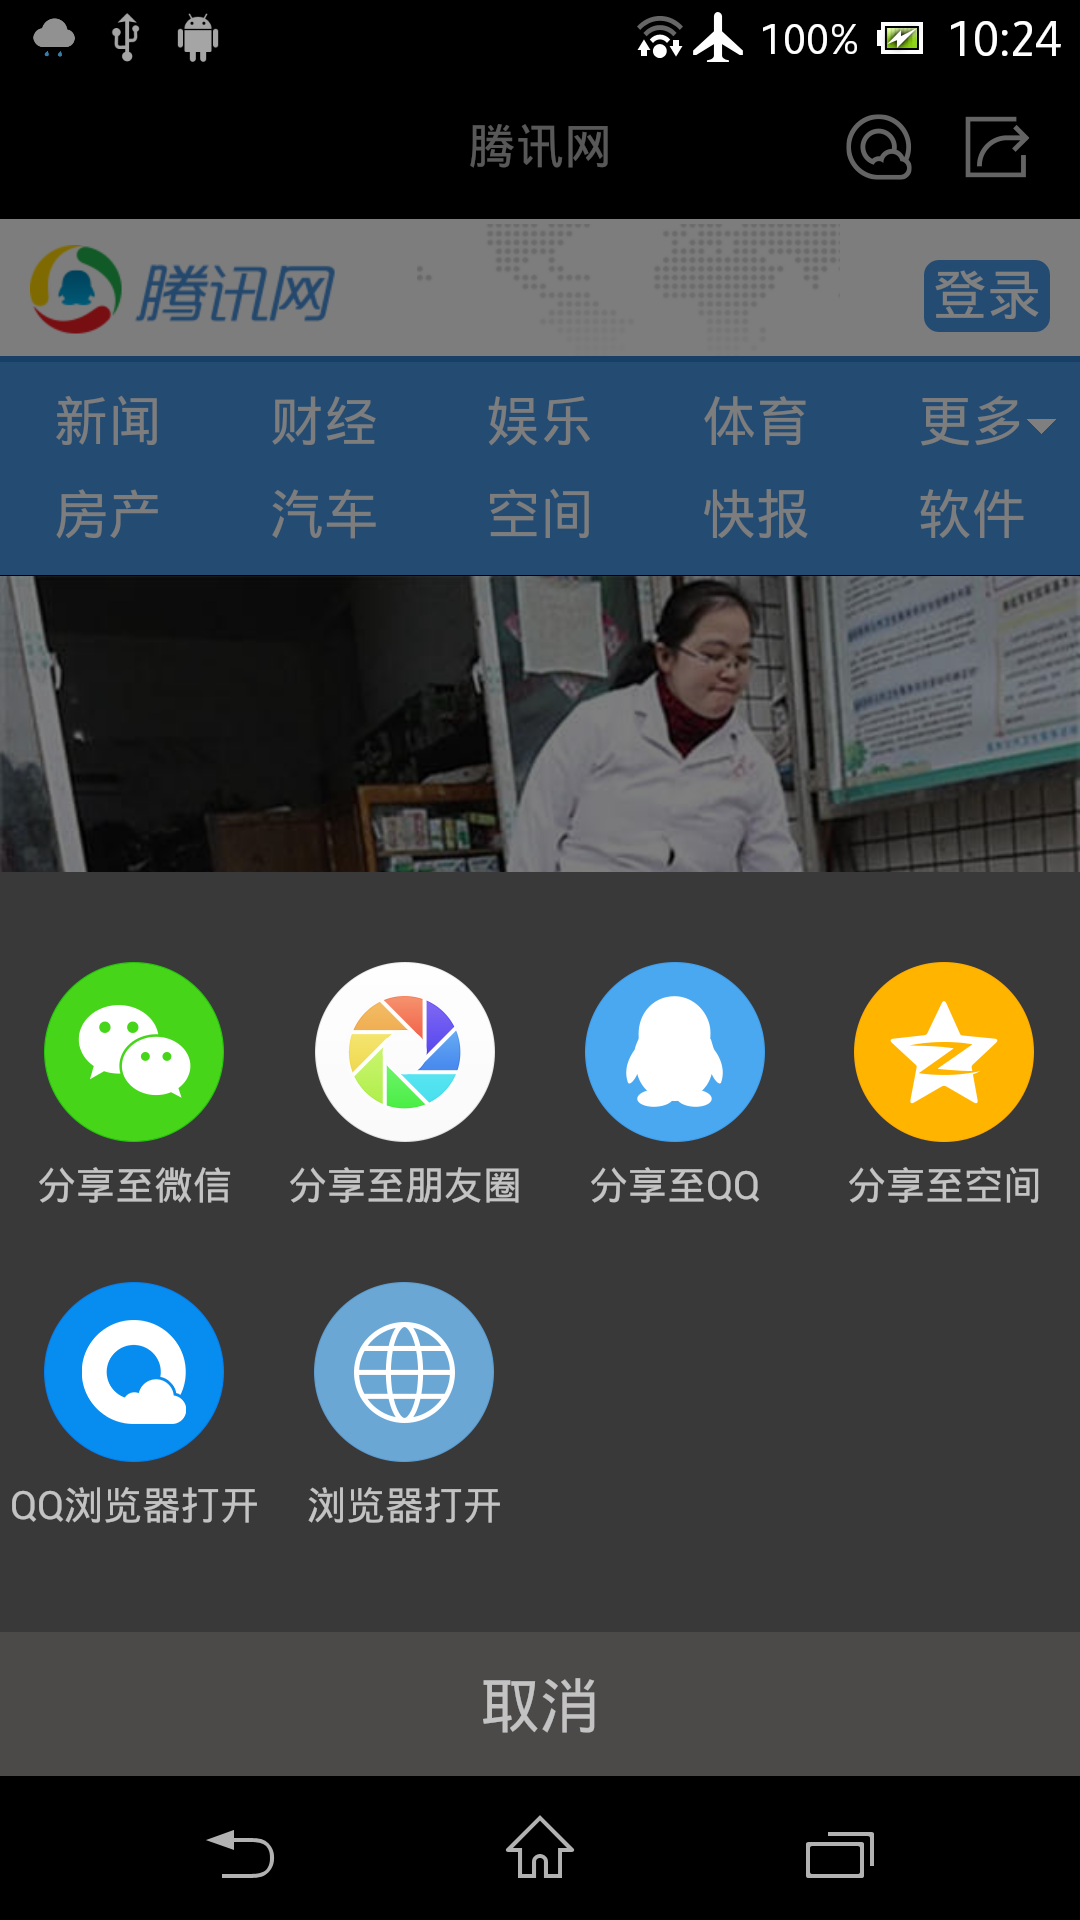 100% 10:24
腾讯网
腾讯网
登录
新闻 财经 娱乐 体育 更多
房产 汽车 空间 快报 软件
分享至微信 分享至朋友圈 分享至QQ 分享至空间
QQ浏览器打开 浏览器打开
取消